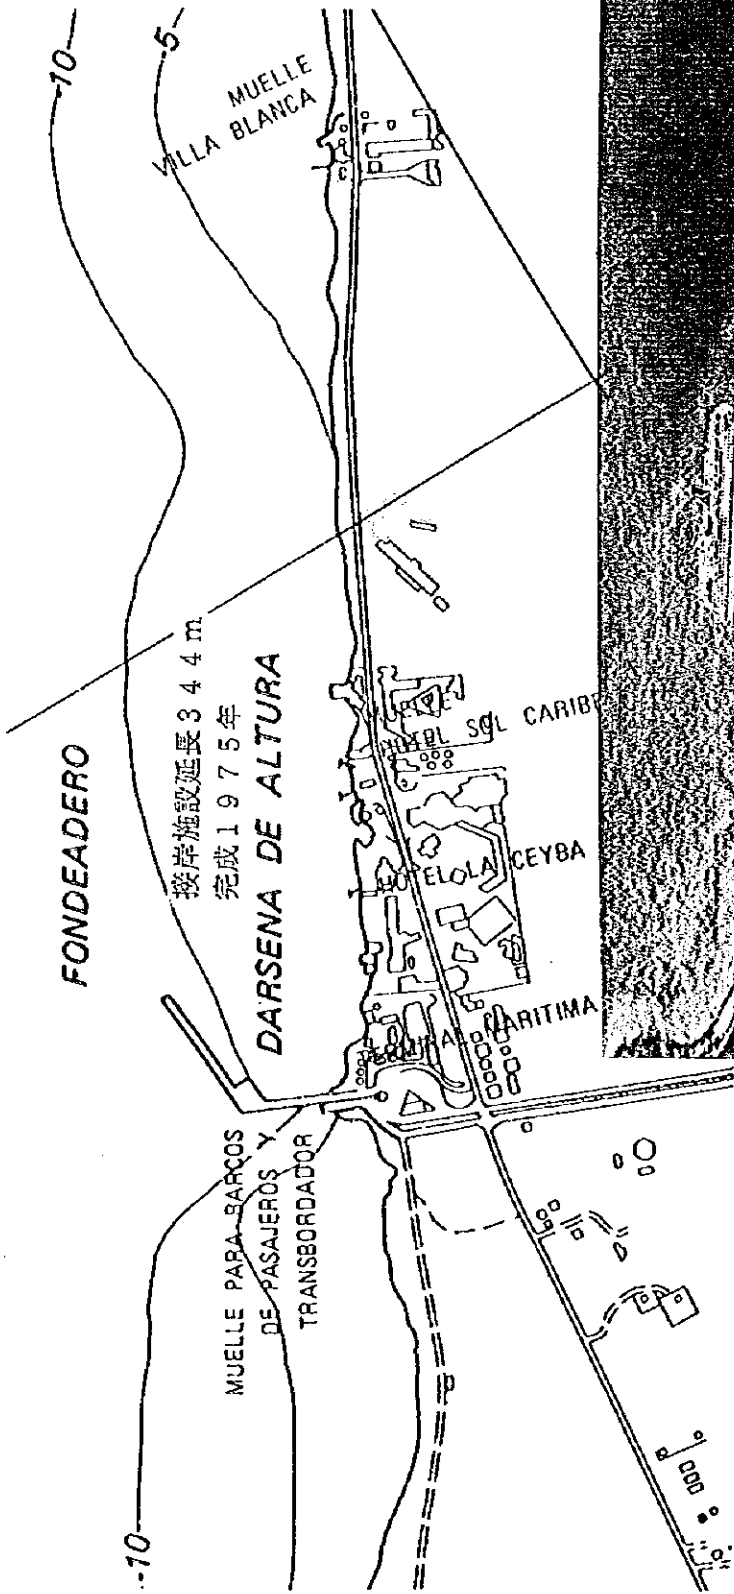 -10-
-5-
MUELLE
VILLA BLANCA
FONDEADERO
接岸施設延長344m
完成1975年
DARSENA DE ALTURA
HOTEL SOL CARIBE
HOTEL LA CEYBA
TERMINAL MARITIMA
MUELLE PARA BARCOS
DE PASAJEROS Y
TRANSBORDADOR
-10-